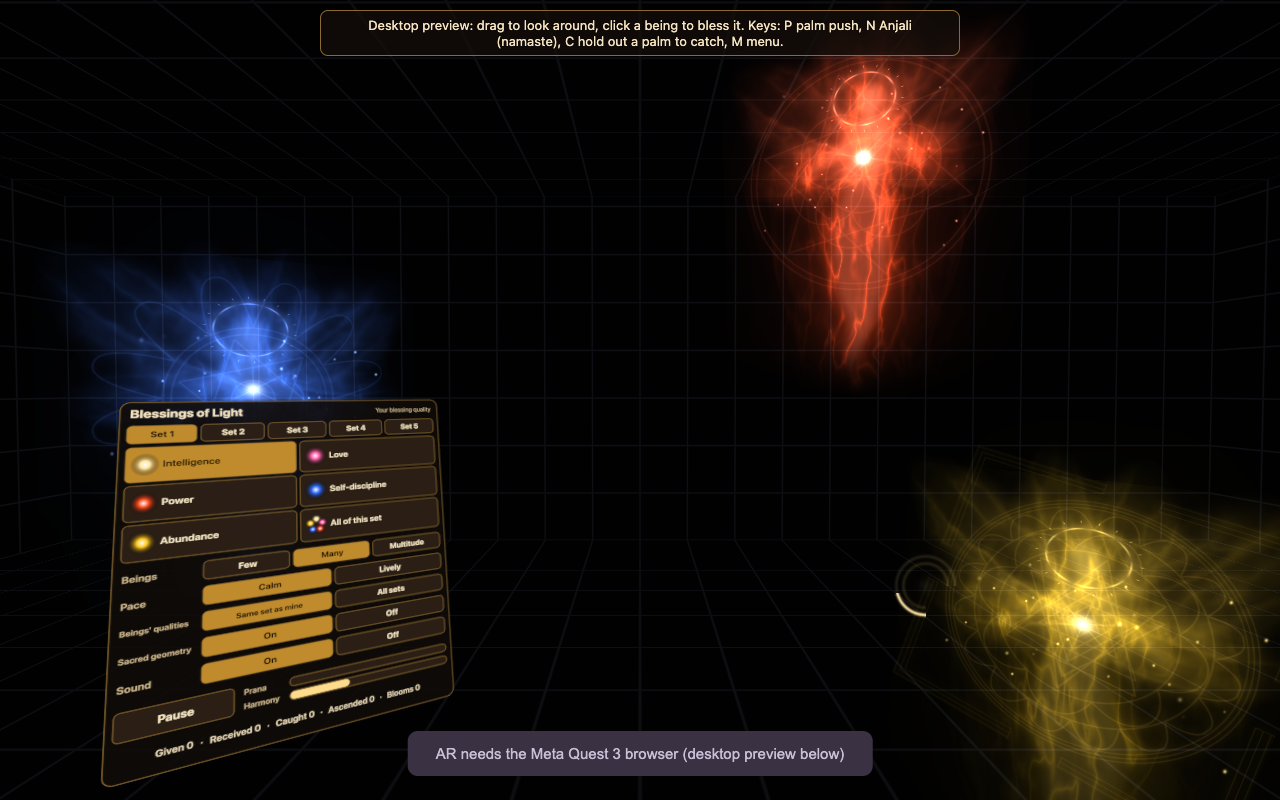 Desktop preview: drag to look around, click a being to bless it. Keys: P palm push, N Anjali
(namaste), C hold out a palm to catch, M menu.
Blessings of Light
Your blessing quality
Set 1
Set 2
Set 3
Set 4
Set 5
Intelligence
Love
Power
Self-discipline
Abundance
All of this set
Beings
Few
Many
Multitude
Pace
Calm
Lively
Beings' qualities
Same set as mine
All sets
Sacred geometry
On
Off
Sound
On
Off
Pause
Prana
Harmony
Given 0 · Received 0 · Caught 0 · Ascended 0 · Blooms 0
AR needs the Meta Quest 3 browser (desktop preview below)